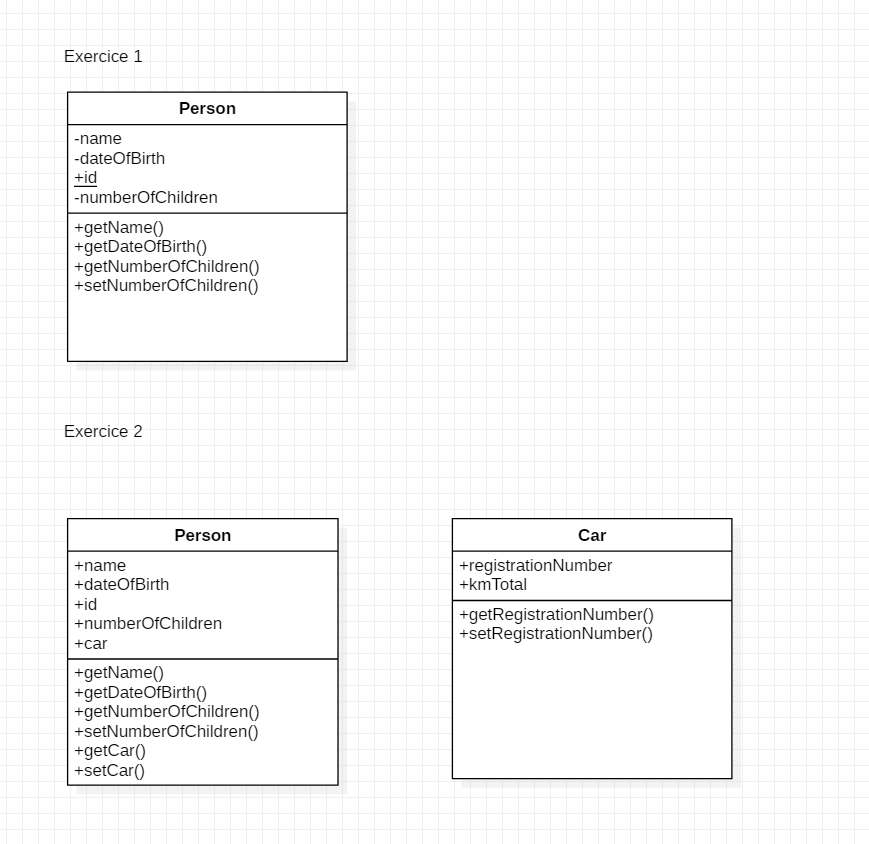 Exercice 1
Person
-name
-dateOfBirth
+id
-numberOfChildren
+getName()
+getDateOfBirth()
+getNumberOfChildren()
+setNumberOfChildren()
Exercice 2
Person
+name
+dateOfBirth
+id
+numberOfChildren
+car
+getName()
+getDateOfBirth()
+getNumberOfChildren()
+setNumberOfChildren()
+getCar()
+setCar()
Car
+registrationNumber
+kmTotal
+getRegistrationNumber()
+setRegistrationNumber()